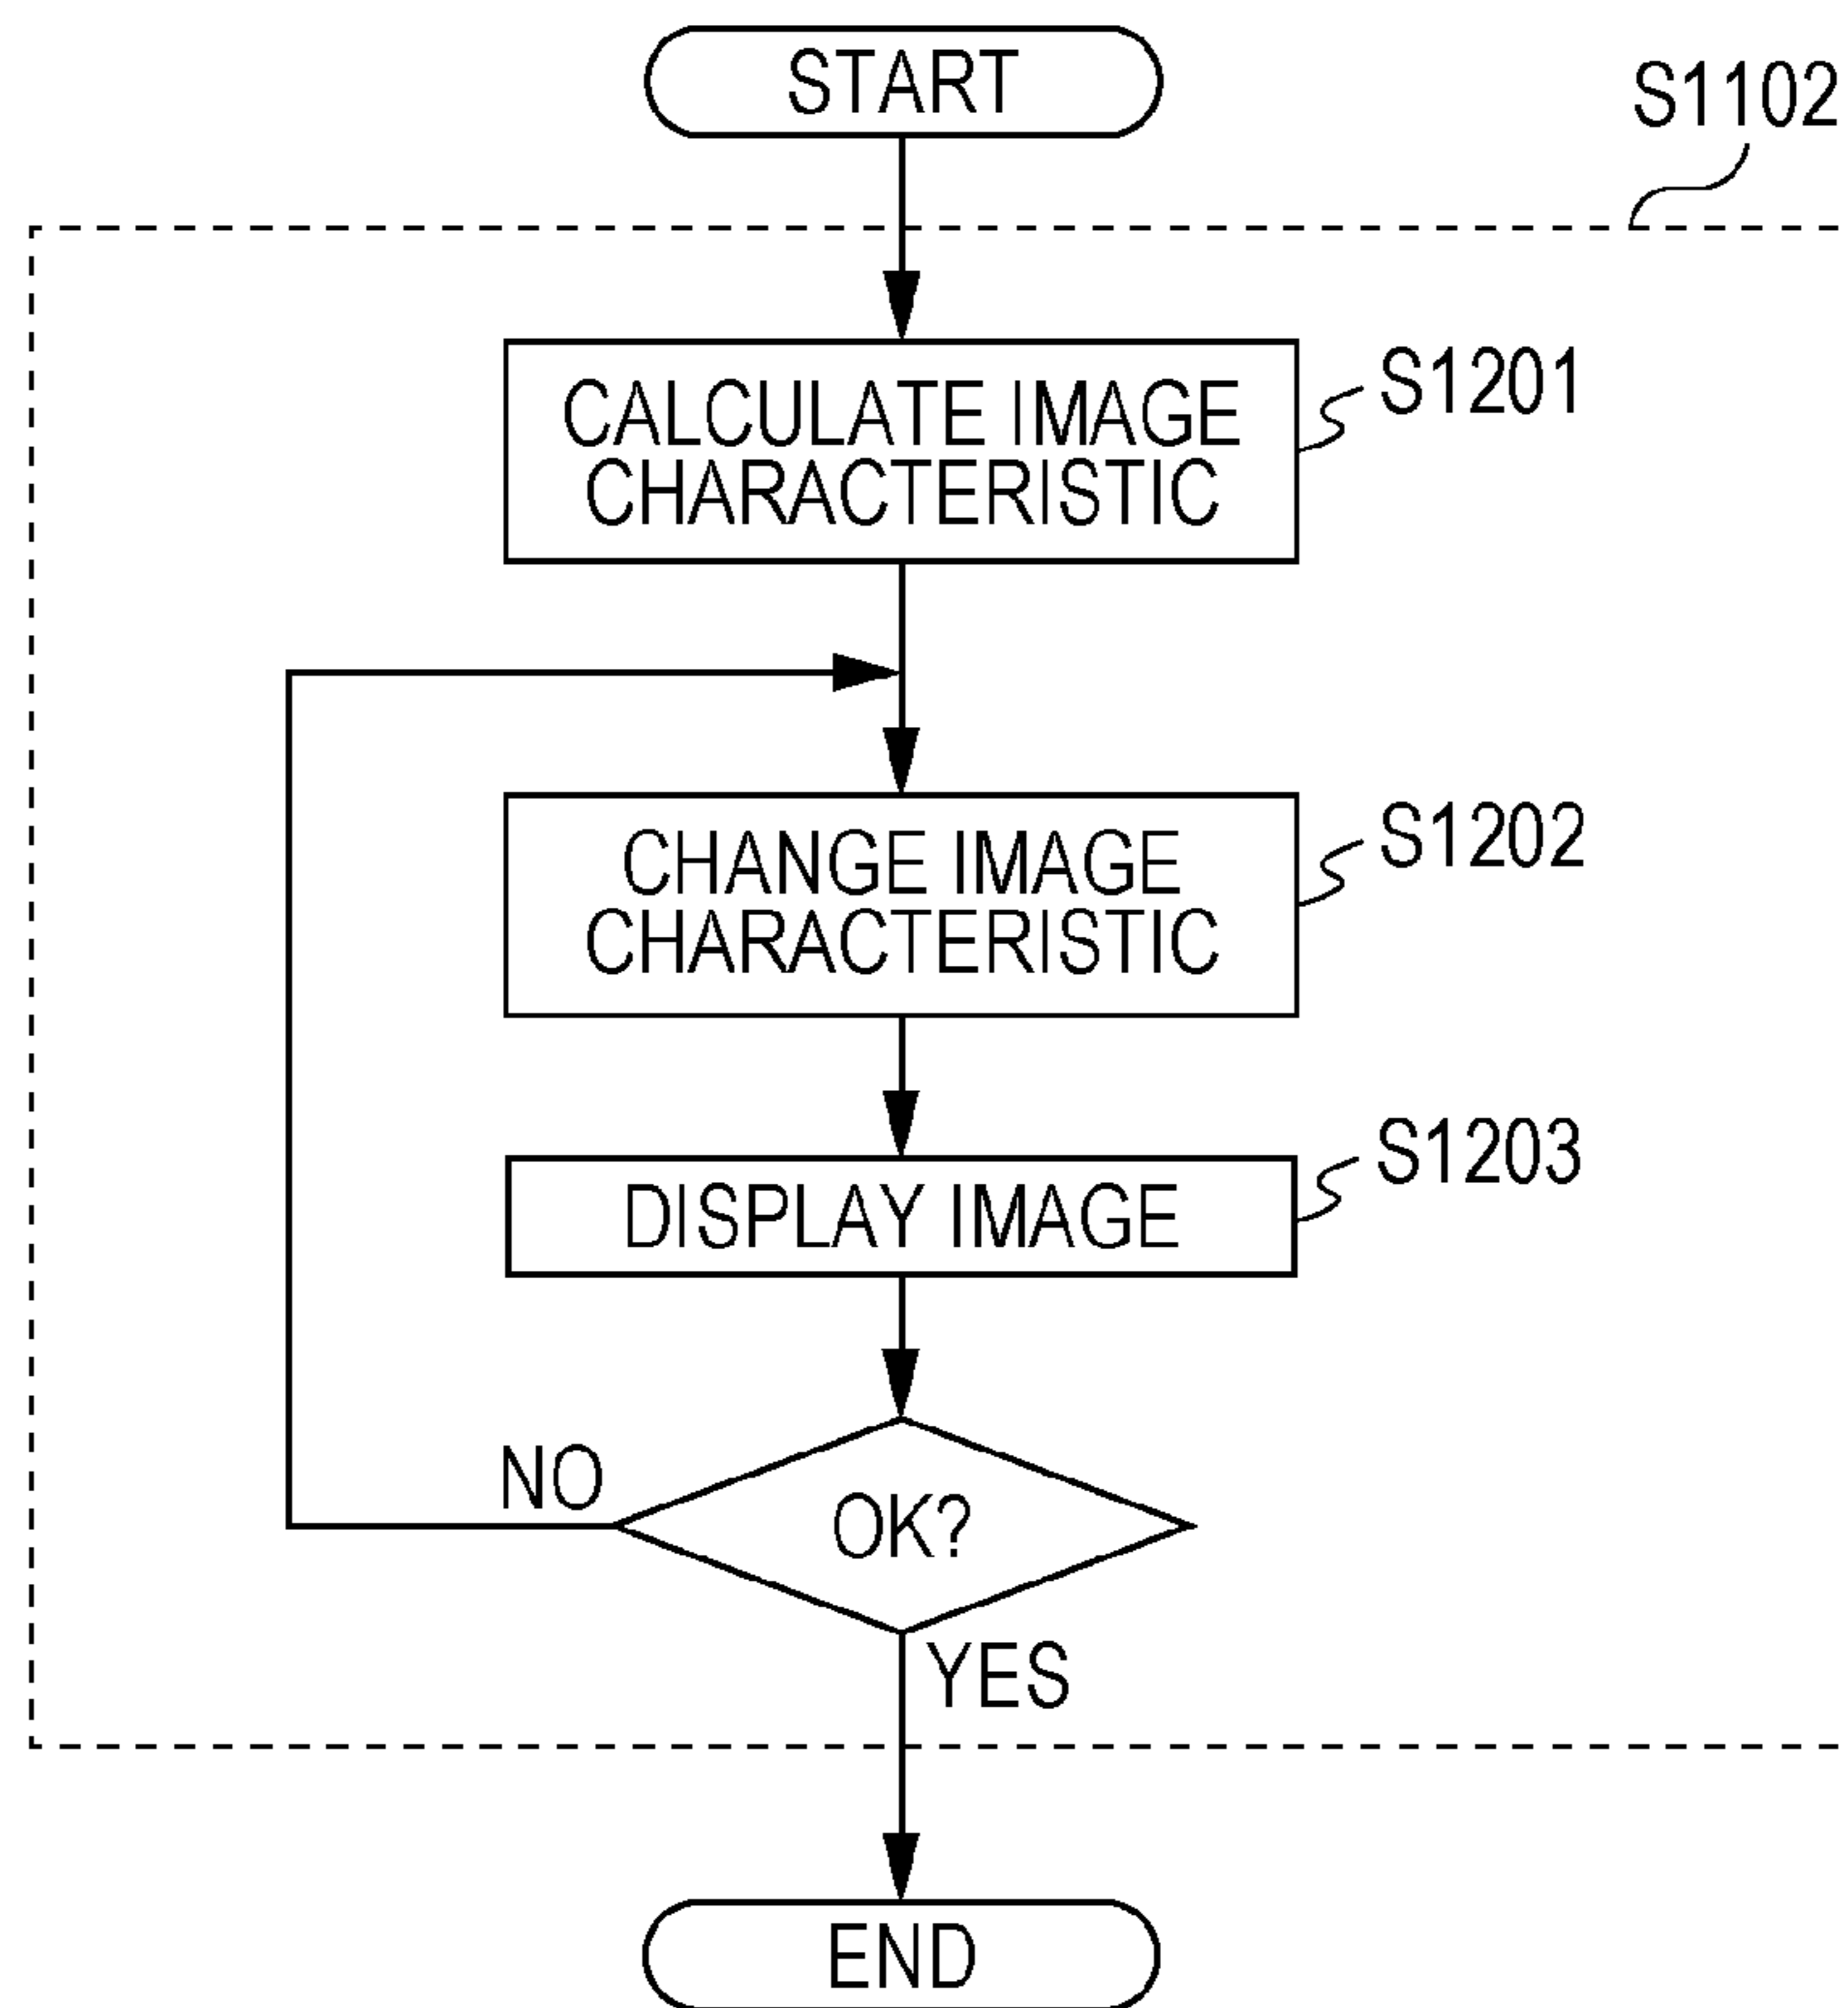 START
S1102
CALCULATE IMAGE
CHARACTERISTIC
S1201
CHANGE IMAGE
CHARACTERISTIC
S1202
DISPLAY IMAGE
S1203
NO
OK?
YES
END